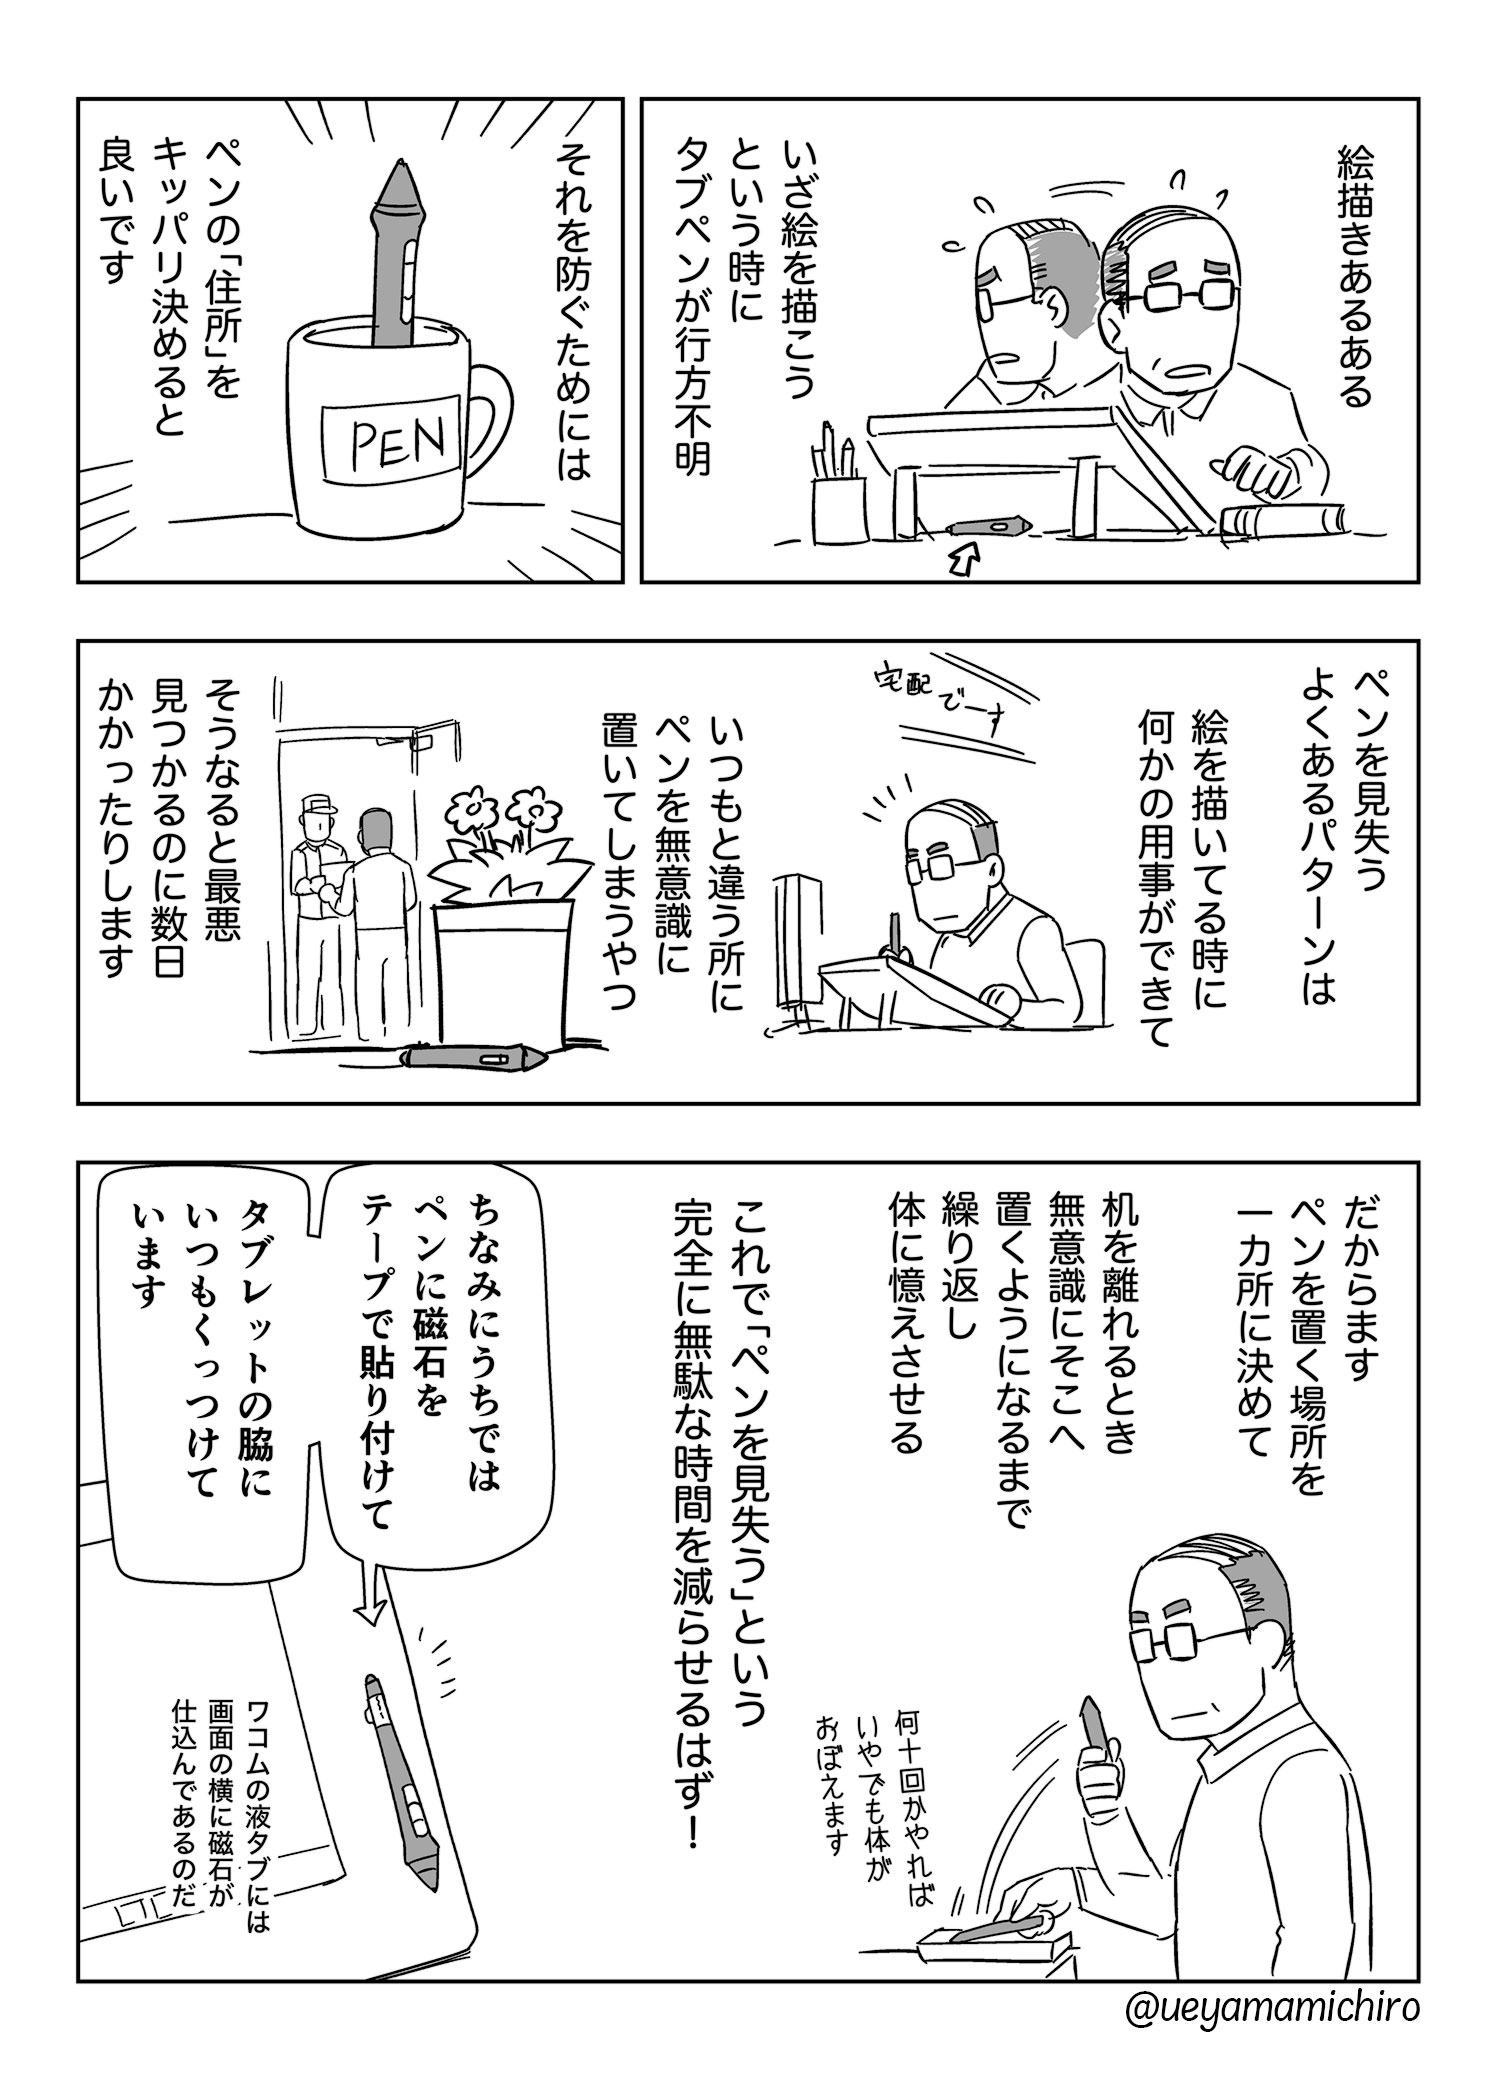 絵描きあるある
いざ絵を描こう
という時に
タブペンが行方不明
それを防ぐためには
ペンの「住所」を
キッパリ決めると
良いです
PEN
ペンを見失う
よくあるパターンは
絵を描いてる時に
何かの用事ができて
宅配でーす
いつもと違う所に
ペンを無意識に
置いてしまうやつ
そうなると最悪
見つかるのに数日
かかったりします
だからまず
ペンを置く場所を
一カ所に決めて
机を離れるとき
無意識にそこへ
置くようになるまで
繰り返し
体に憶えさせる
何十回かやれば
いやでも体が
おぼえます
これで「ペンを見失う」という
完全に無駄な時間を減らせるはず!
ちなみにうちでは
ペンに磁石を
テープで貼り付けて
タブレットの脇に
いつもくっつけて
います
ワコムの液タブには
画面の横に磁石が
仕込んであるのだ
@ueyamamichiro